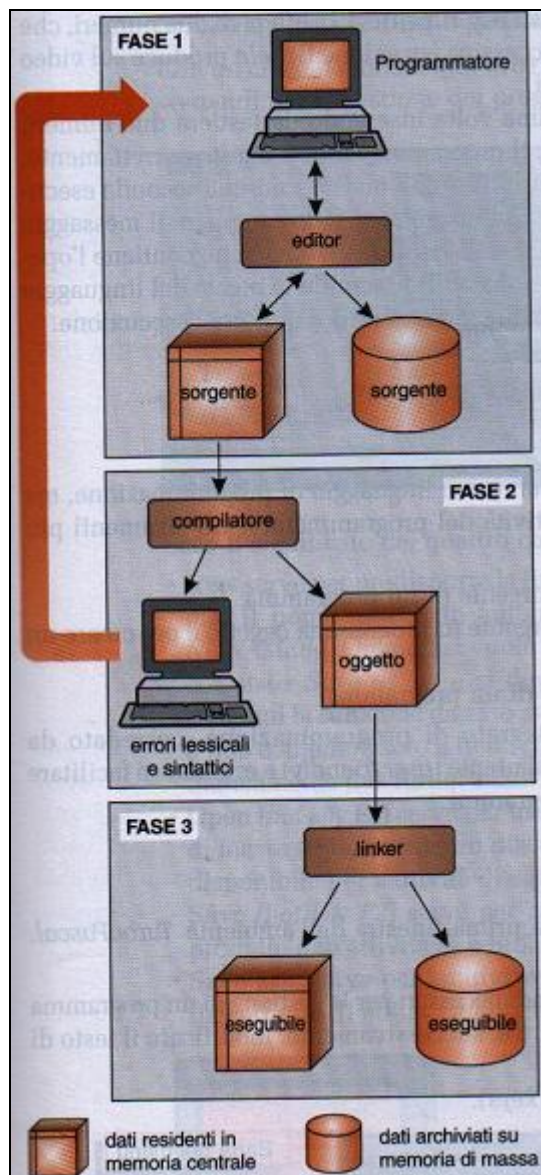 FASE 1
Programmatore
editor
sorgente
sorgente
FASE 2
compilatore
oggetto
errori lessicali
e sintattici
FASE 3
linker
eseguibile
eseguibile
dati residenti in
memoria centrale
dati archiviati su
memoria di massa